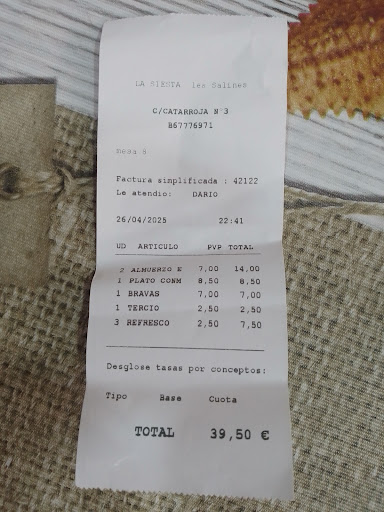 LA SIESTA les Salines
C/CATARROJA Nº3
B67776971
mesa 5
Factura simplificada : 42122
Le atendio: DARIO
26/04/2025 22:41
UD ARTICULO PVP TOTAL
2 ALMUERZO E 7,00 14,00
1 PLATO COMM 8,50 8,50
1 BRAVAS 7,00 7,00
1 TERCIO 2,50 2,50
3 REFRESCO 2,50 7,50
Desglose tasas por conceptos:
Tipo Base Cuota
TOTAL 39,50 €